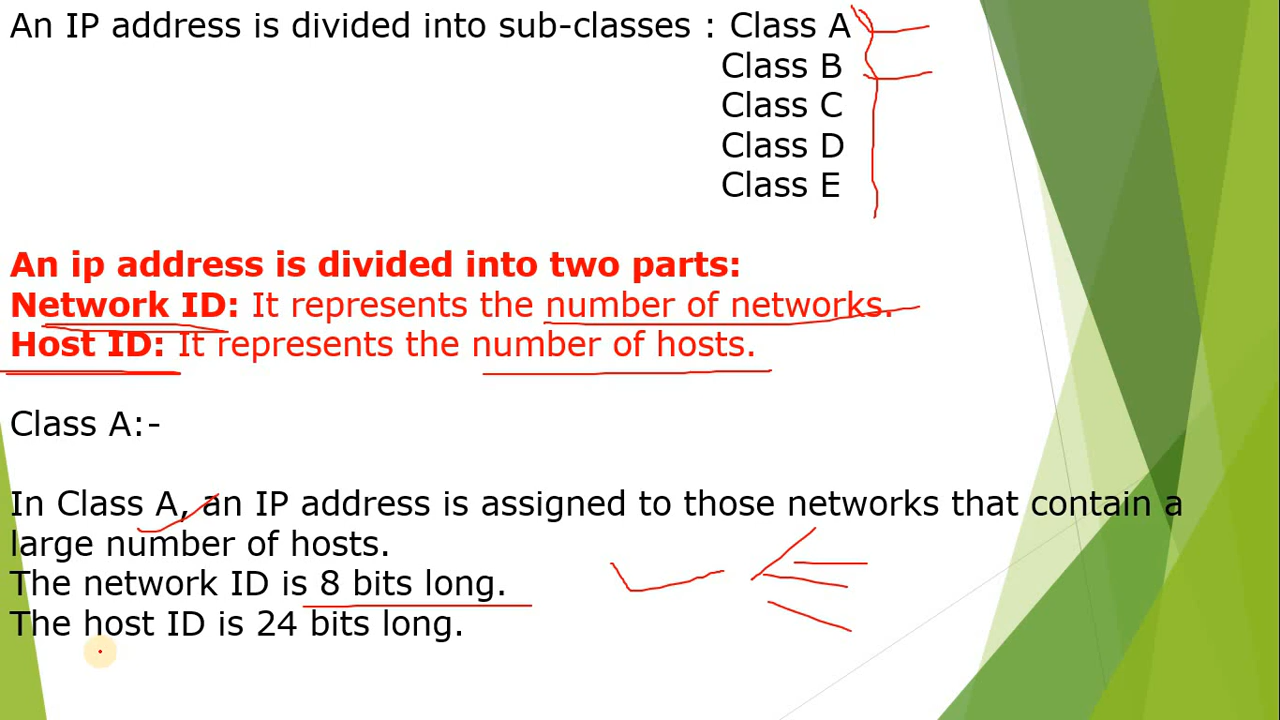 An IP address is divided into sub-classes : Class A
Class B
Class C
Class D
Class E
An ip address is divided into two parts:
Network ID: It represents the number of networks.
Host ID: It represents the number of hosts.
Class A:-
In Class A, an IP address is assigned to those networks that contain a
large number of hosts.
The network ID is 8 bits long.
The host ID is 24 bits long.